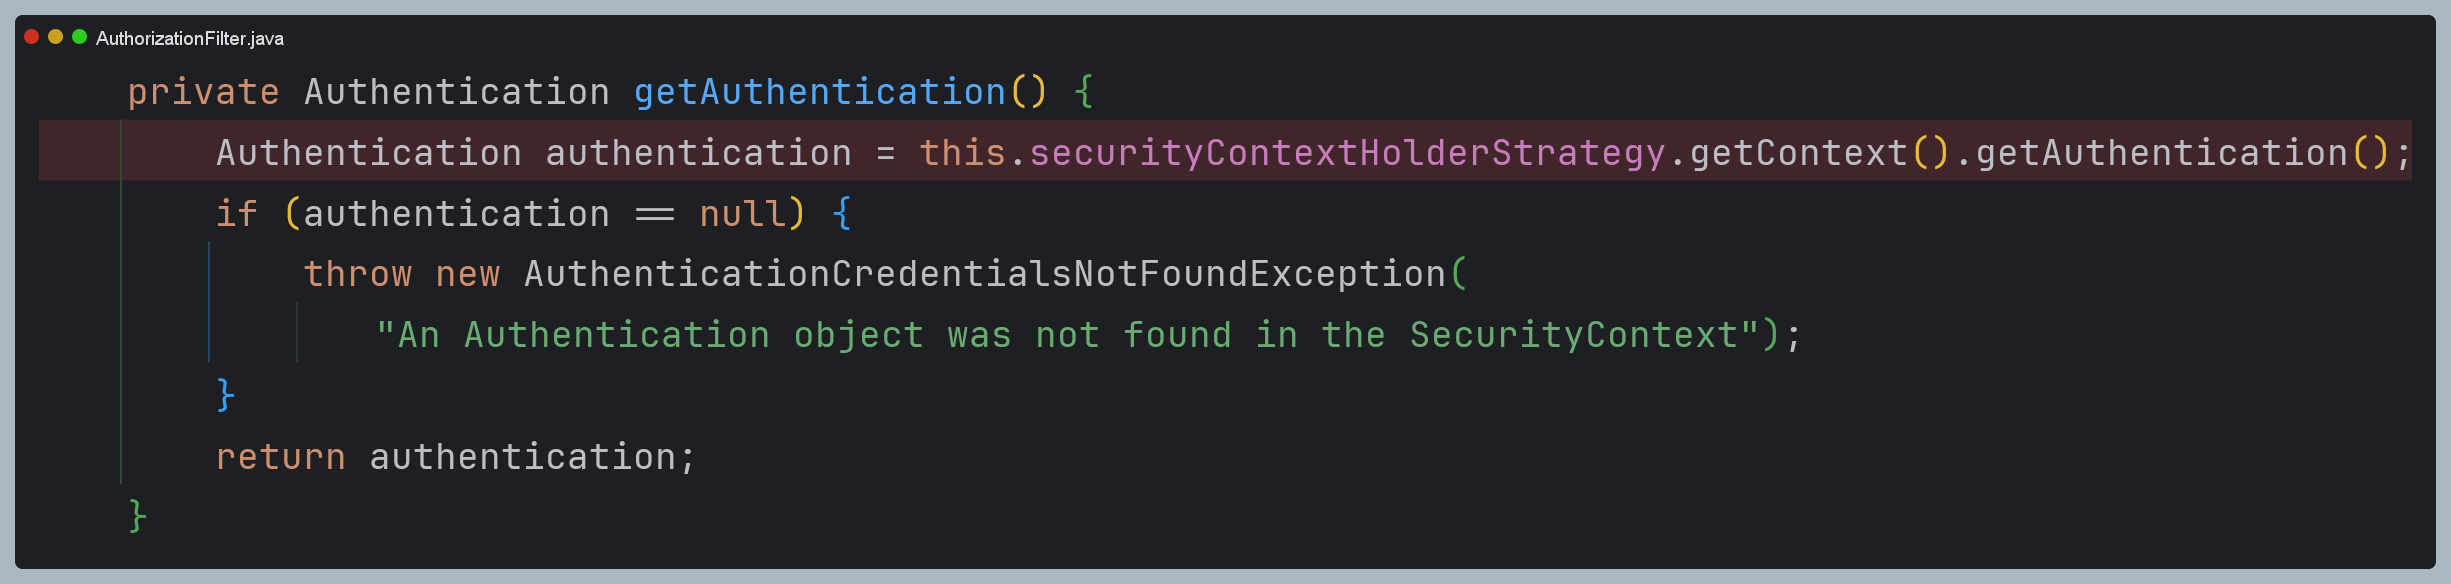 AuthorizationFilter.java
private Authentication getAuthentication() {
Authentication authentication = this.securityContextHolderStrategy.getContext().getAuthentication();
if (authentication == null) {
throw new AuthenticationCredentialsNotFoundException(
"An Authentication object was not found in the SecurityContext");
}
return authentication;
}